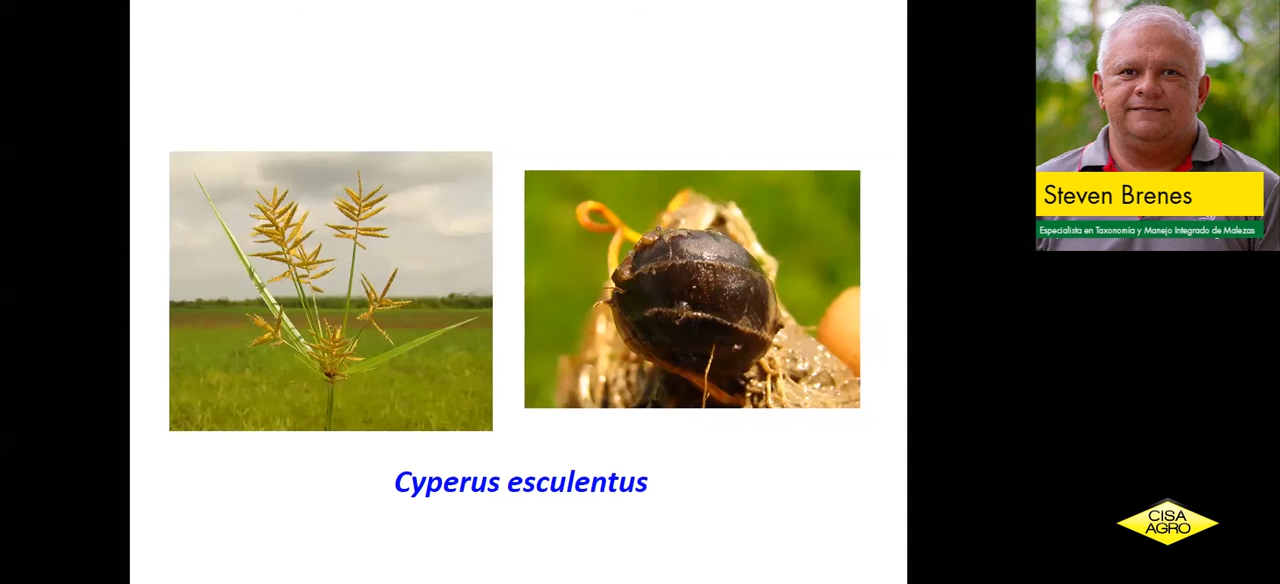 Cyperus esculentus
Steven Brenes
Especialista en Taxonomía y Manejo Integrado de Malezas
CISA
AGRO